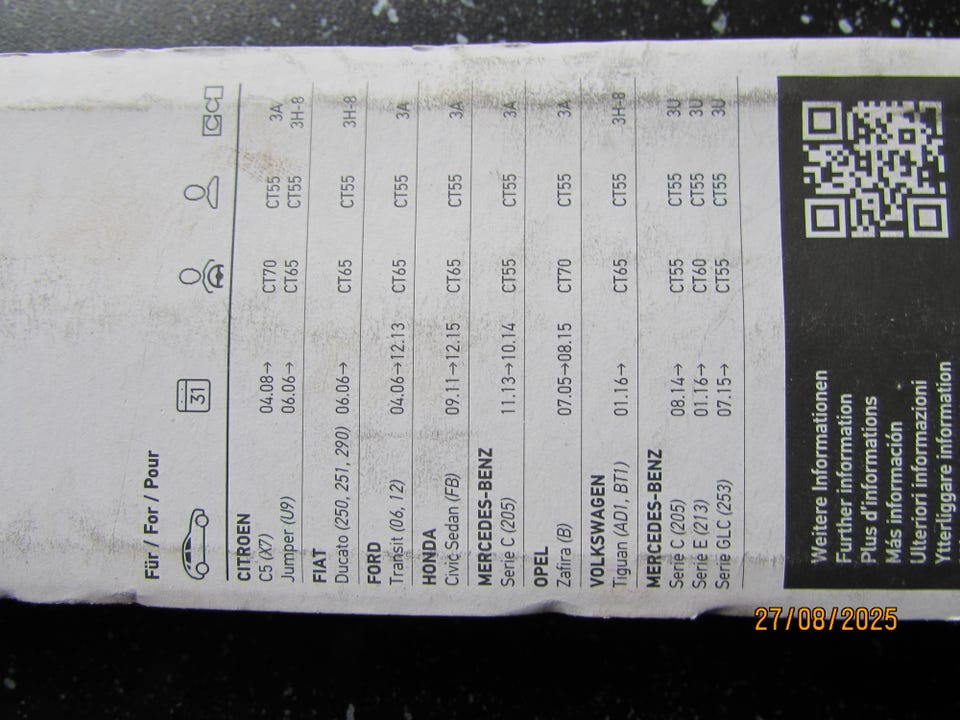 Für / For / Pour
31
CITROEN
C5 (X7) 04.08→ CT70 CT55 3A
Jumper (U9) 06.06→ CT65 CT55 3H-8
FIAT
Ducato (250, 251, 290) 06.06→ CT65 CT55 3H-8
FORD
Transit (06, 12) 04.06→12.13 CT65 CT55 3A
HONDA
Civic Sedan (FB) 09.11→12.15 CT65 CT55 3A
MERCEDES-BENZ
Serie C (205) 11.13→10.14 CT55 CT55 3A
OPEL
Zafira (B) 07.05→08.15 CT70 CT55 3A
VOLKSWAGEN
Tiguan (AD1, BT1) 01.16→ CT65 CT55 3H-8
MERCEDES-BENZ
Serie C (205) 08.14→ CT55 CT55 3U
Serie E (213) 01.16→ CT60 CT55 3U
Serie GLC (253) 07.15→ CT55 CT55 3U
Weitere Informationen
Further information
Plus d'informations
Más información
Ulteriori informazioni
Ytterliggare information
27/08/2025